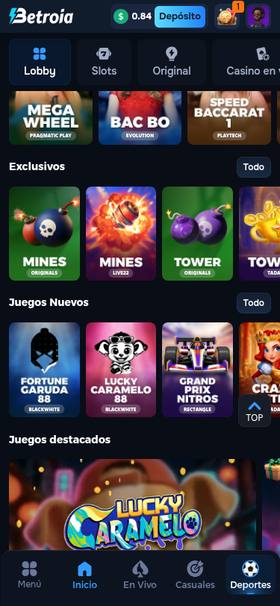 Betroia
$ 0.84 Depósito
1
Lobby
Slots
Original
Casino en
MEGA WHEEL
PRAGMATIC PLAY
BAC BO
EVOLUTION
SPEED BACCARAT 1
PLAYTECH
Exclusivos
Todo
MINES
ORIGINALS
MINES
LIVE22
TOWER
ORIGINALS
TOW
TADA
Juegos Nuevos
Todo
FORTUNE GARUDA 88
BLACKWHITE
LUCKY CARAMELO 88
BLACKWHITE
GRAND PRIX NITROS
RECTANGLE
CRA
TOP
Juegos destacados
LUCKY
CARAMELO
Menú
Inicio
En Vivo
Casuales
Deportes